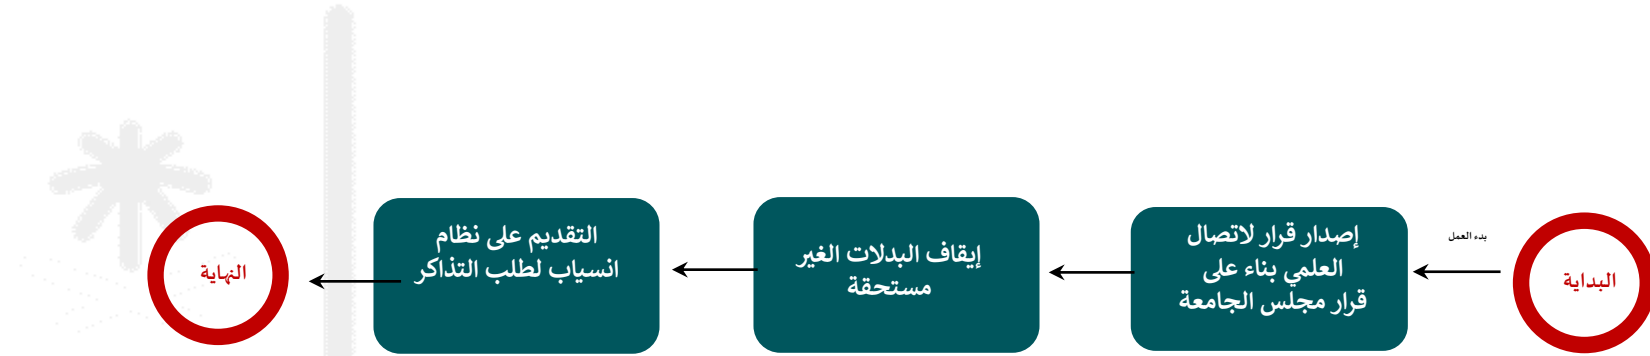 البداية
بدء العمل
إصدار قرار لاتصال
العلمي بناء على
قرار مجلس الجامعة
إيقاف البدلات الغير
مستحقة
التقديم على نظام
انسياب لطلب التذاكر
النهاية